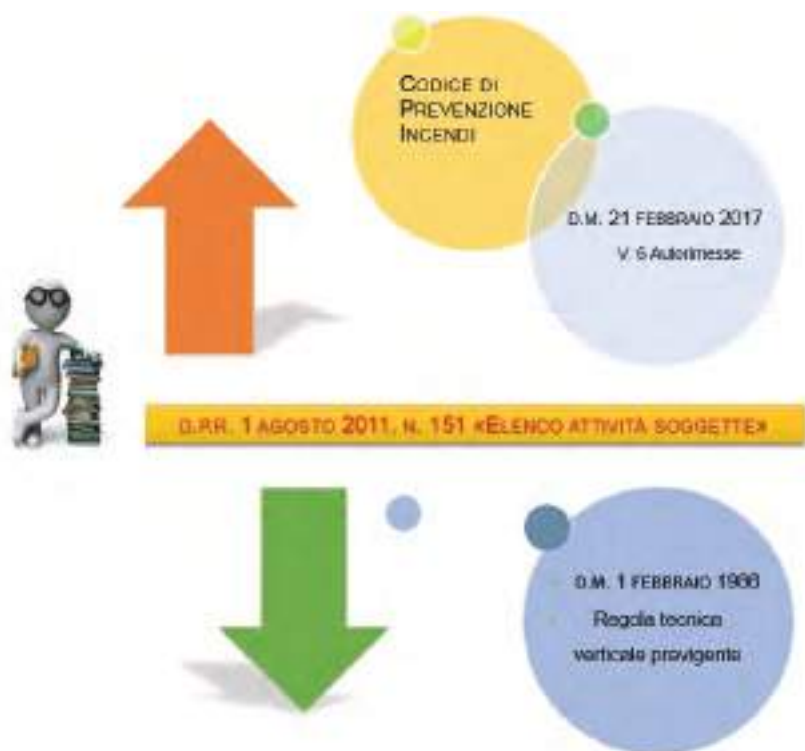 CODICE DI
PREVENZIONE
INCENDI
D.M. 21 FEBBRAIO 2017
V. 6 Autorimesse
D.P.R. 1 AGOSTO 2011, N. 151 «ELENCO ATTIVITÀ SOGGETTE»
D.M. 1 FEBBRAIO 1986
Regola tecnica
verticale previgente